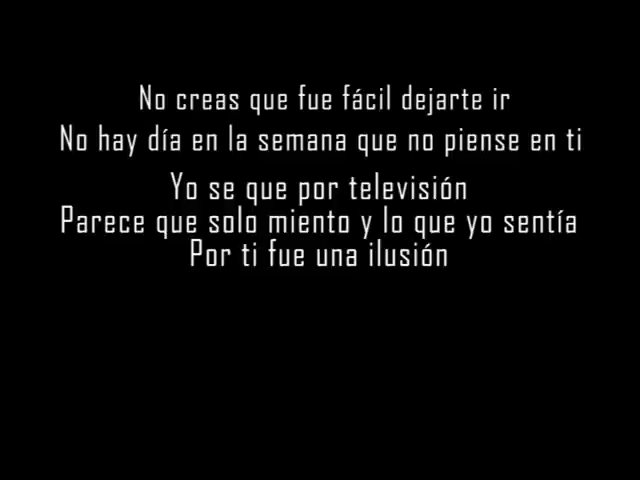 No creas que fue fácil dejarte ir
No hay día en la semana que no piense en ti
Yo se que por televisión
Parece que solo miento y lo que yo sentía
Por ti fue una ilusión